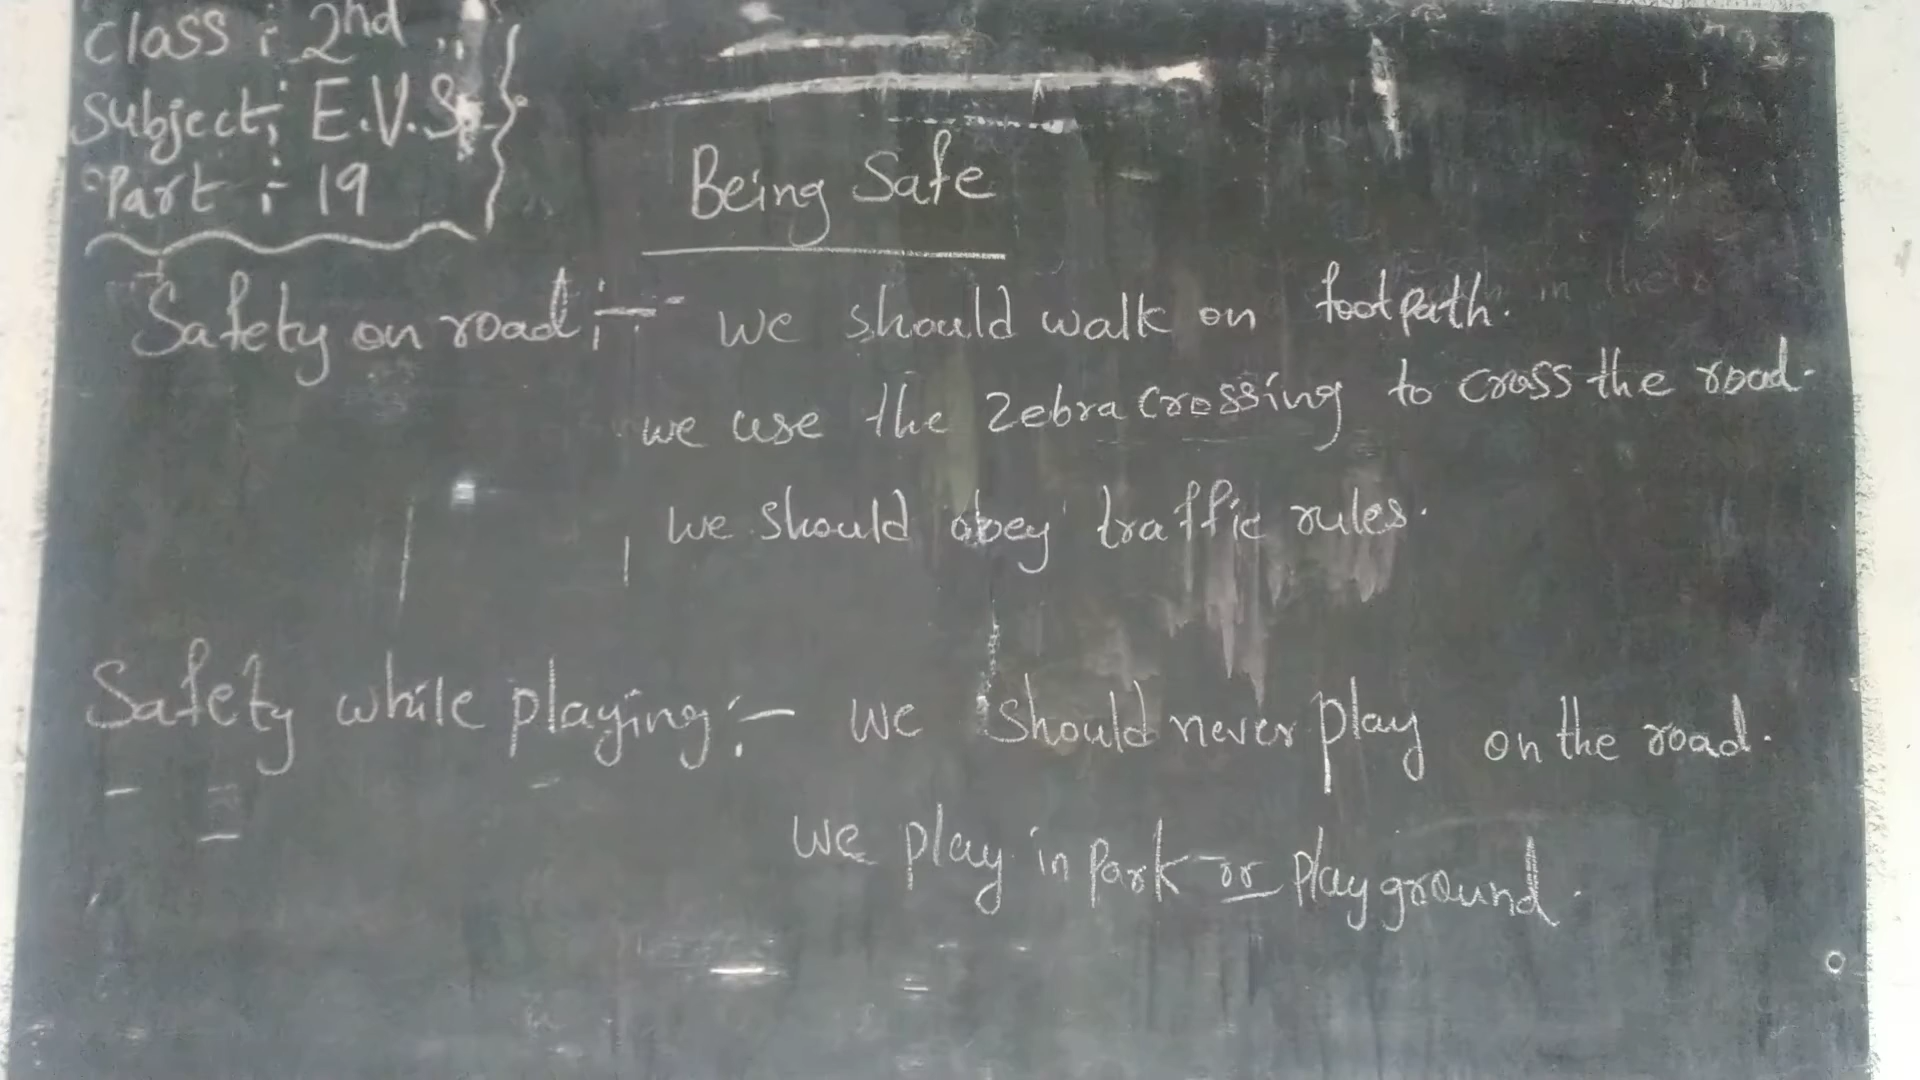 Class :- 2nd
Subject:- E.V.S
Part :- 19
Being Safe
Safety on road :- we should walk on footpath.
we use the Zebra crossing to cross the road.
we should obey traffic rules.
Safety while playing :- we should never play on the road.
we play in park or playground.